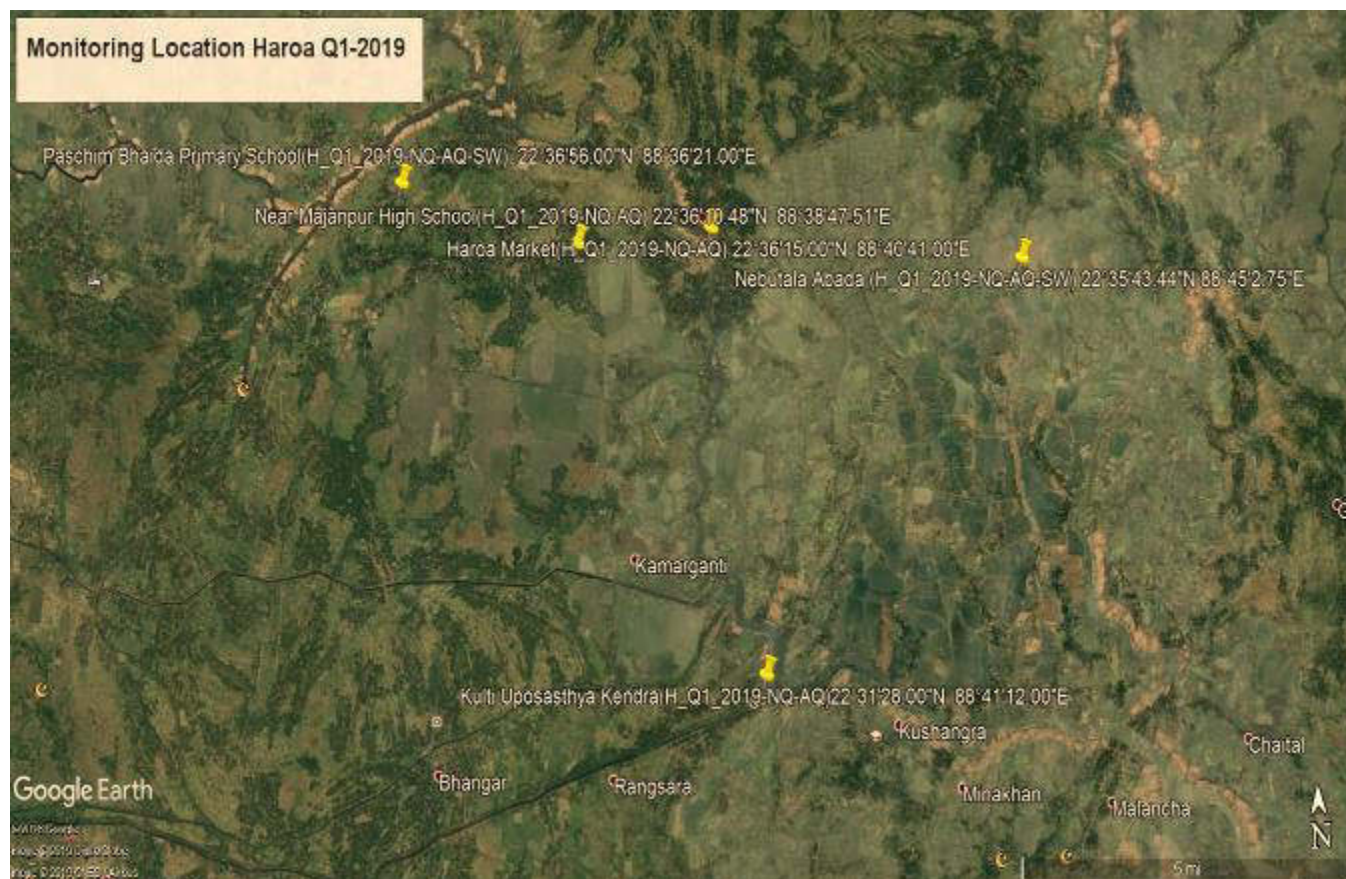 Monitoring Location Haroa Q1-2019
Paschim Bhaida Primary School(H_Q1_2019-NQ-AQ-SW) 22°36'56.00"N 88°36'21.00"E
Near Majanpur High School(H_Q1_2019-NQ-AQ) 22°36'10.48"N 88°38'47.51"E
Haroa Market(H_Q1_2019-NQ-AQ) 22°36'15.00"N 88°40'41.00"E
Nebutala Abada (H_Q1_2019-NQ-AQ-SW) 22°35'43.44"N 88°45'2.75"E
Kamarganti
Kulti Uposasthya Kendra(H_Q1_2019-NQ-AQ)22°31'28.00"N 88°41'12.00"E
Kushangra
Chaital
Bhangar
Rangsara
Minakhan
Malancha
Google Earth
N
5 mi